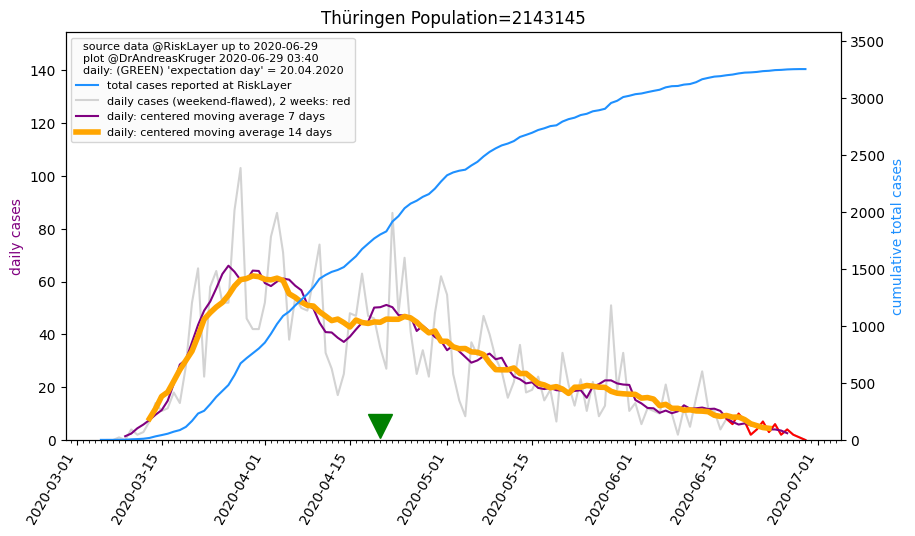 Thüringen Population=2143145
source data @RiskLayer up to 2020-06-29
plot @DrAndreasKruger 2020-06-29 03:40
daily: (GREEN) 'expectation day' = 20.04.2020
total cases reported at RiskLayer
daily cases (weekend-flawed), 2 weeks: red
daily: centered moving average 7 days
daily: centered moving average 14 days
daily cases
140
120
100
80
60
40
20
0
3500
3000
2500
2000
1500
1000
500
0
cumulative total cases
2020-03-01
2020-03-15
2020-04-01
2020-04-15
2020-05-01
2020-05-15
2020-06-01
2020-06-15
2020-07-01